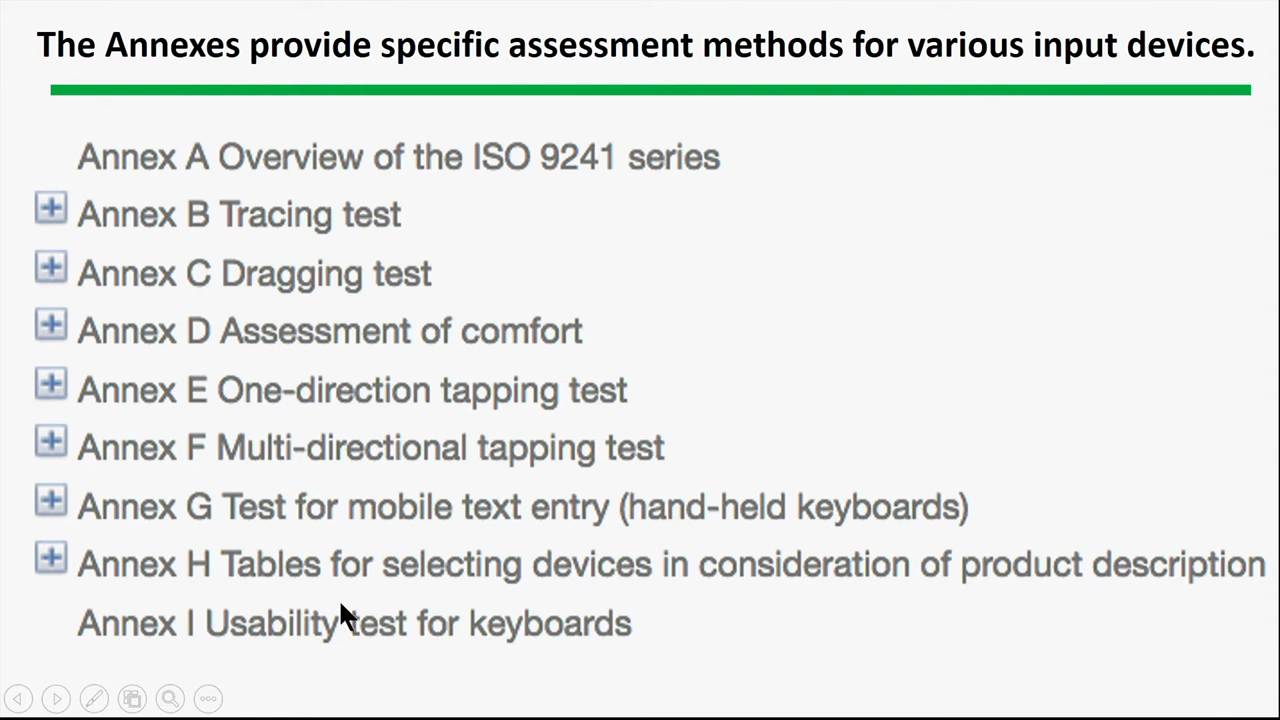 The Annexes provide specific assessment methods for various input devices.
Annex A Overview of the ISO 9241 series
Annex B Tracing test
Annex C Dragging test
Annex D Assessment of comfort
Annex E One-direction tapping test
Annex F Multi-directional tapping test
Annex G Test for mobile text entry (hand-held keyboards)
Annex H Tables for selecting devices in consideration of product description
Annex I Usability test for keyboards